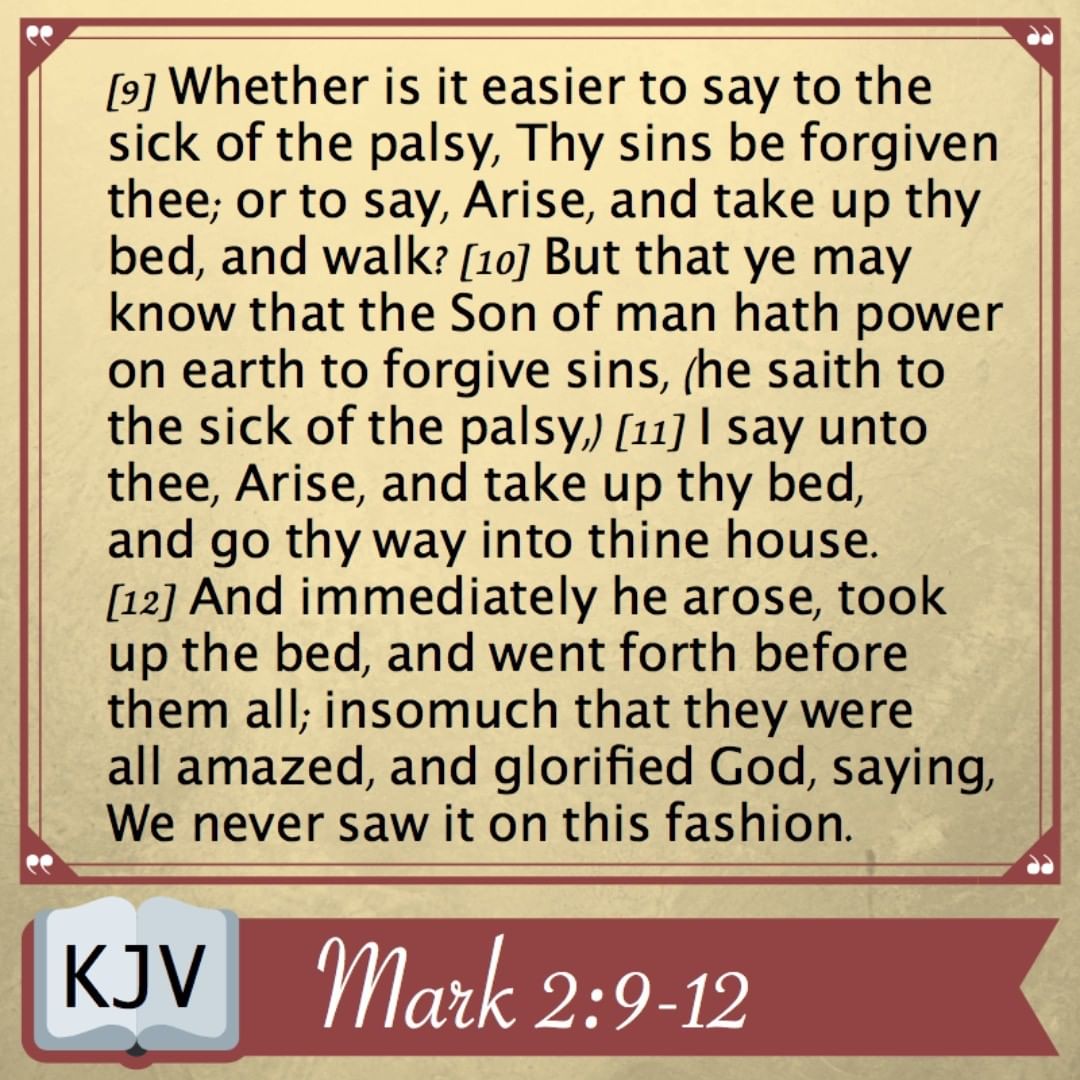 [9] Whether is it easier to say to the
sick of the palsy, Thy sins be forgiven
thee; or to say, Arise, and take up thy
bed, and walk? [10] But that ye may
know that the Son of man hath power
on earth to forgive sins, (he saith to
the sick of the palsy,) [11] I say unto
thee, Arise, and take up thy bed,
and go thy way into thine house.
[12] And immediately he arose, took
up the bed, and went forth before
them all; insomuch that they were
all amazed, and glorified God, saying,
We never saw it on this fashion.
KJV
Mark 2:9-12